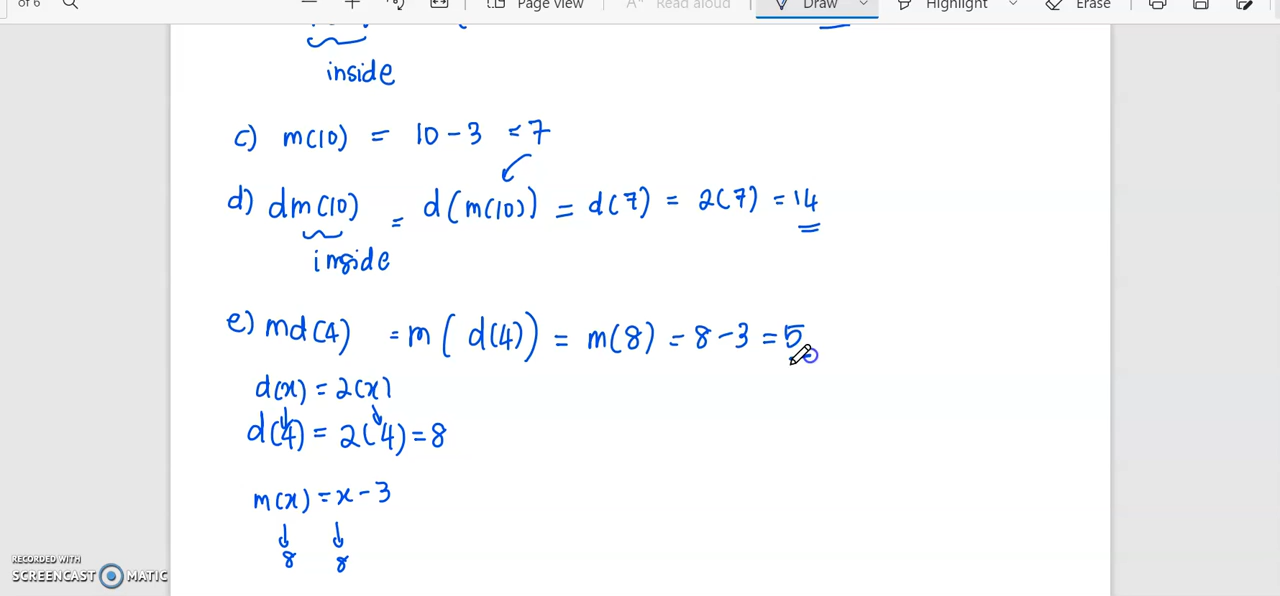 of 6
Page view
Read aloud
Draw
Highlight
Erase
inside
c) m(10) = 10 - 3 = 7
d) dm(10) = d(m(10)) = d(7) = 2(7) = 14
inside
e) md(4) = m(d(4)) = m(8) = 8 - 3 = 5
d(x) = 2(x)
d(4) = 2(4) = 8
m(x) = x - 3
8 8
RECORDED WITH
SCREENCAST MATIC